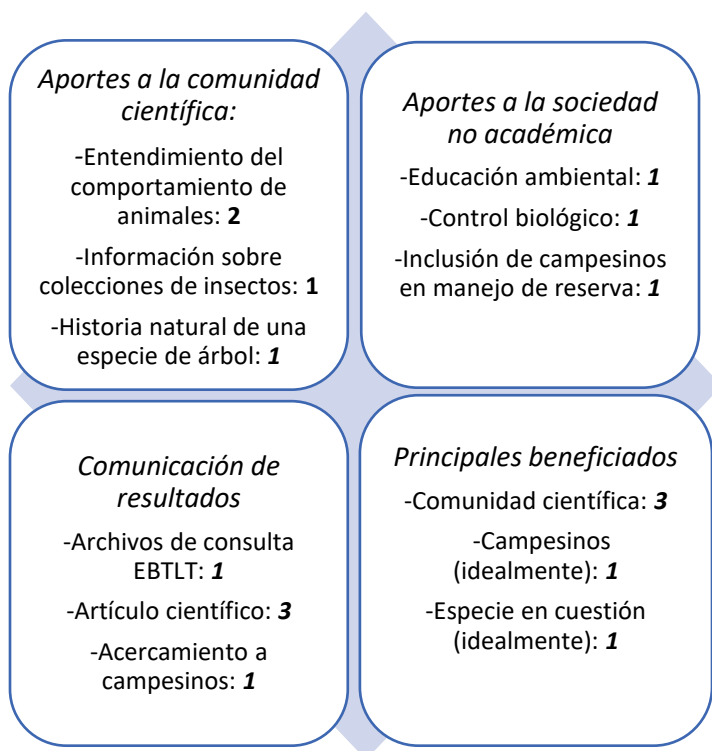 Aportes a la comunidad
científica:
-Entendimiento del
comportamiento de
animales: 2
-Información sobre
colecciones de insectos: 1
-Historia natural de una
especie de árbol: 1
Aportes a la sociedad
no académica
-Educación ambiental: 1
-Control biológico: 1
-Inclusión de campesinos
en manejo de reserva: 1
Comunicación de
resultados
-Archivos de consulta
EBTLT: 1
-Artículo científico: 3
-Acercamiento a
campesinos: 1
Principales beneficiados
-Comunidad científica: 3
-Campesinos
(idealmente): 1
-Especie en cuestión
(idealmente): 1